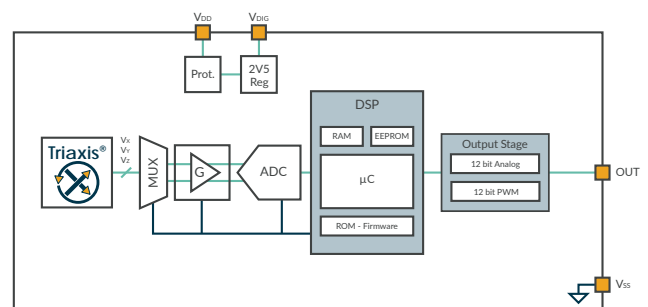 VDD
VDIG
Prot.
2V5
Reg
DSP
RAM
EEPROM
Output Stage
Triaxis®
VX
VY
VZ
MUX
G
ADC
µC
12 bit Analog
12 bit PWM
OUT
ROM - Firmware
VSS